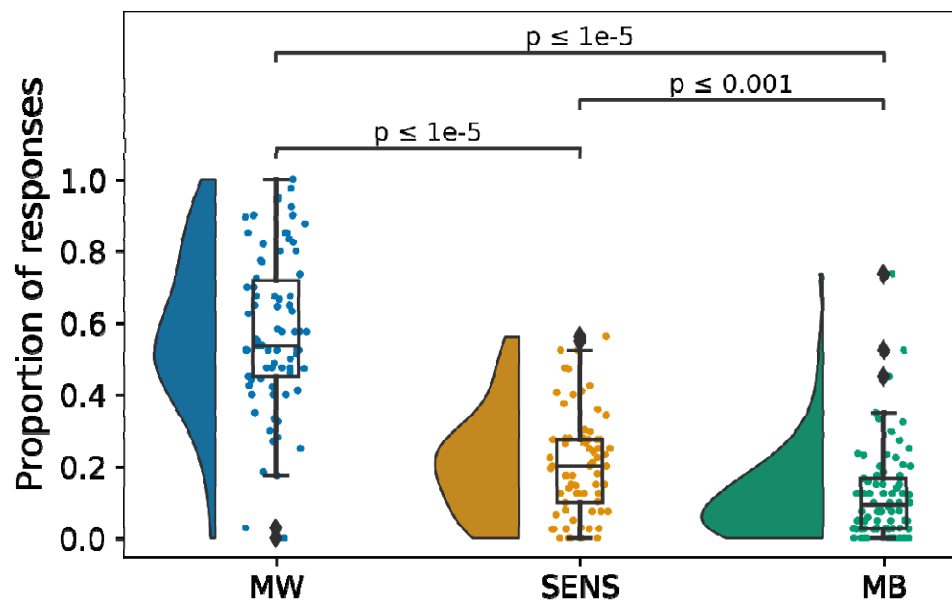 p ≤ 1e-5
p ≤ 0.001
p ≤ 1e-5
Proportion of responses
1.0
0.8
0.6
0.4
0.2
0.0
MW
SENS
MB